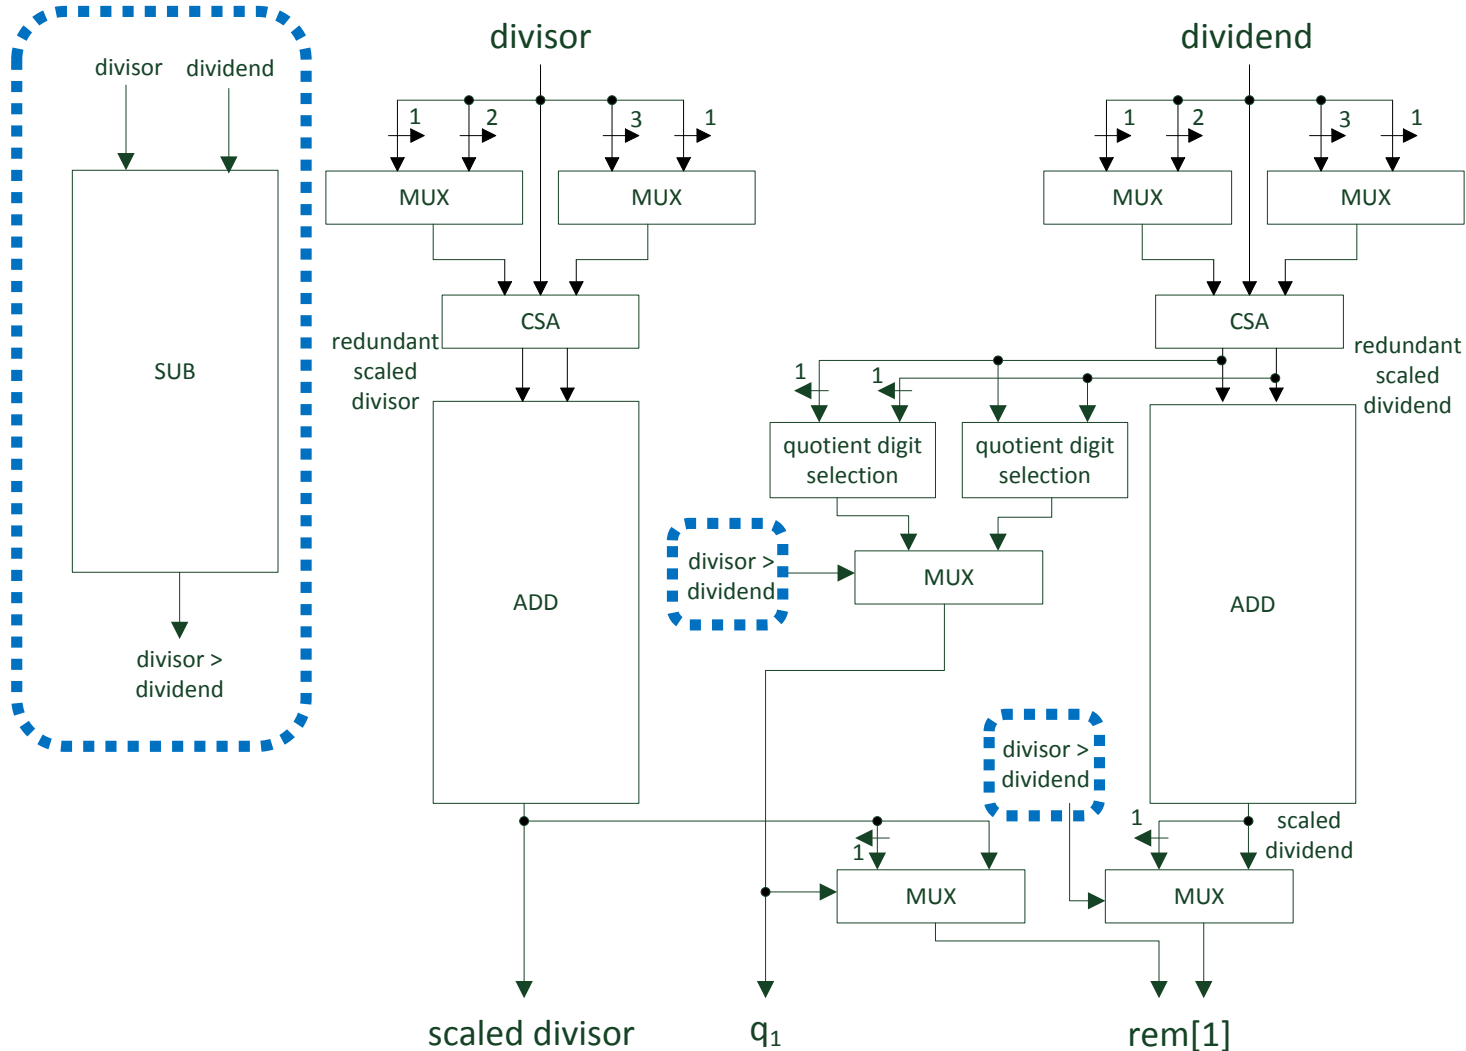 divisor
dividend
divisor
dividend
1
2
3
1
1
2
3
1
MUX
MUX
MUX
MUX
CSA
CSA
redundant
scaled
divisor
redundant
scaled
dividend
SUB
1
1
quotient digit
selection
quotient digit
selection
divisor >
dividend
MUX
ADD
ADD
divisor >
dividend
divisor >
dividend
1
1
scaled
dividend
MUX
MUX
scaled divisor
q₁
rem[1]